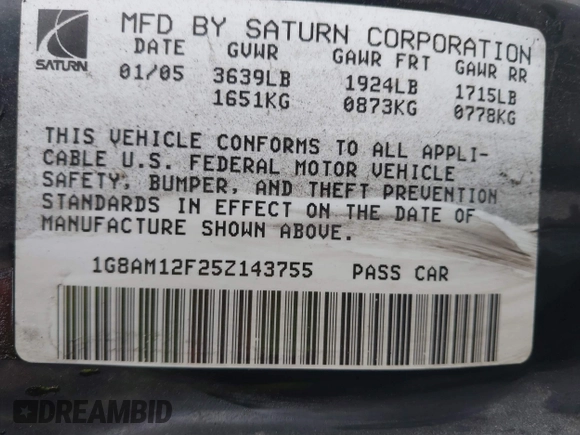 MFD BY SATURN CORPORATION
SATURN
DATE GVWR GAWR FRT GAWR RR
01/05 3639LB 1924LB 1715LB
1651KG 0873KG 0778KG
THIS VEHICLE CONFORMS TO ALL APPLI-
CABLE U.S. FEDERAL MOTOR VEHICLE
SAFETY, BUMPER, AND THEFT PREVENTION
STANDARDS IN EFFECT ON THE DATE OF
MANUFACTURE SHOWN ABOVE.
1G8AM12F25Z143755 PASS CAR
DREAMBID